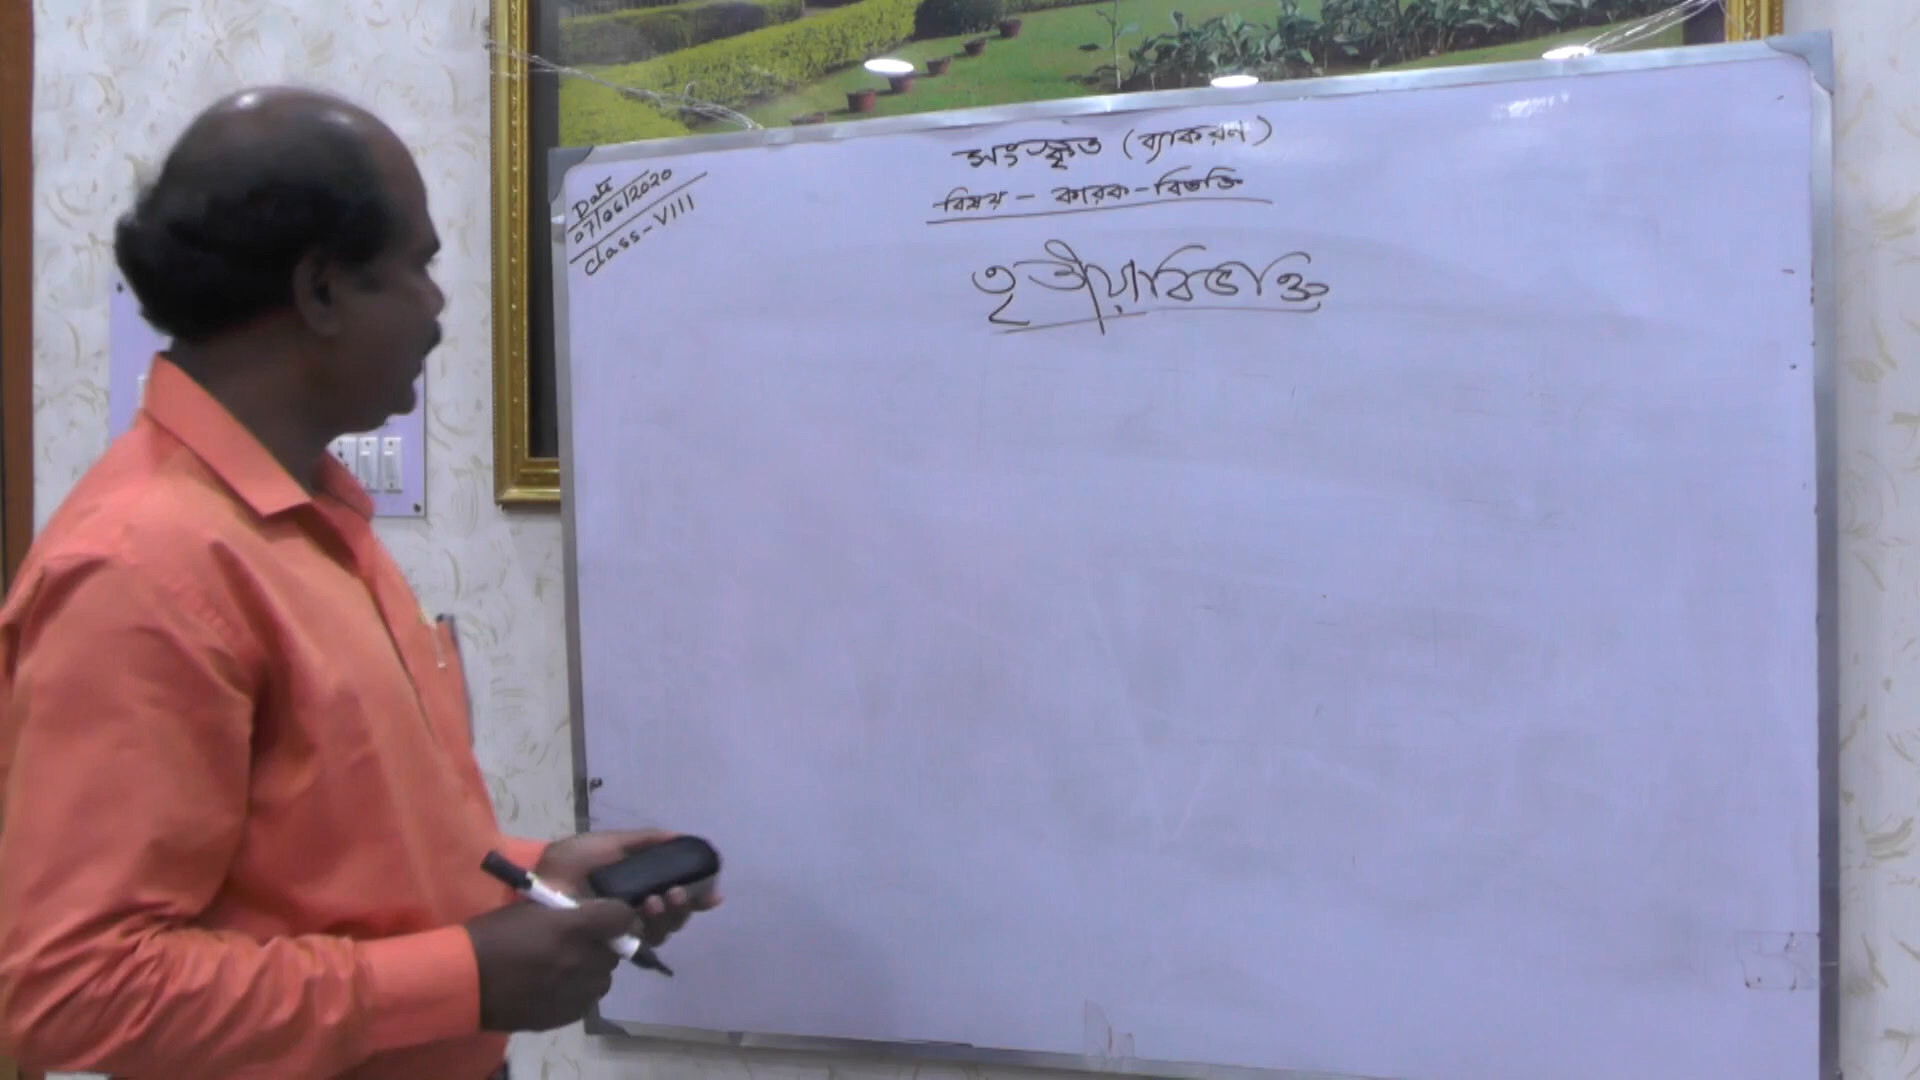 Date
07/06/2020
Class-VIII
সংস্কৃত (ব্যাকরণ)
বিষয় - কারক-বিভক্তি
তৃতীয়াবিভক্তি